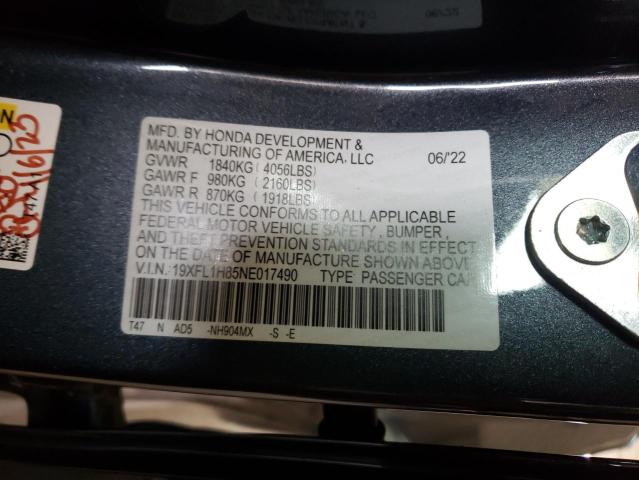 MFD. BY HONDA DEVELOPMENT &
MANUFACTURING OF AMERICA, LLC 06/'22
GVWR 1840KG ( 4056LBS)
GAWR F 980KG ( 2160LBS)
GAWR R 870KG ( 1918LBS)
THIS VEHICLE CONFORMS TO ALL APPLICABLE
FEDERAL MOTOR VEHICLE SAFETY , BUMPER,
AND THEFT PREVENTION STANDARDS IN EFFECT
ON THE DATE OF MANUFACTURE SHOWN ABOVE
V.I.N.: 19XFL1H85NE017490 TYPE: PASSENGER CA
T47 N AD5 -NH904MX -S -E
N